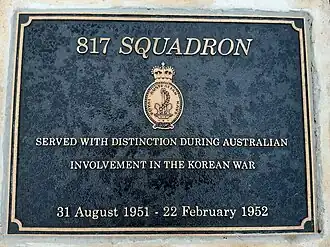 817 SQUADRON
SERVED WITH DISTINCTION DURING AUSTRALIAN
INVOLVEMENT IN THE KOREAN WAR
31 August 1951 - 22 February 1952